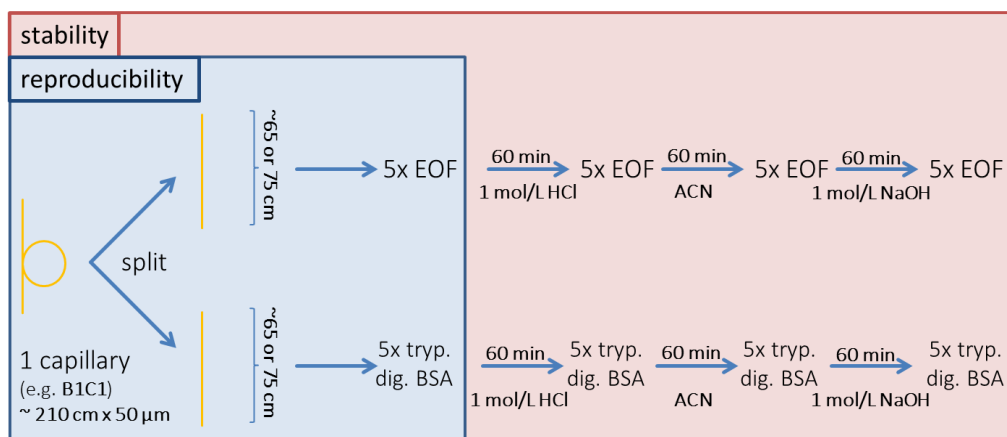 stability
reproducibility
~65 or 75 cm
5x EOF
60 min
1 mol/L HCl
5x EOF
60 min
ACN
5x EOF
60 min
1 mol/L NaOH
5x EOF
split
1 capillary
(e.g. B1C1)
~ 210 cm x 50 µm
~65 or 75 cm
5x tryp.
dig. BSA
60 min
1 mol/L HCl
5x tryp.
dig. BSA
60 min
ACN
5x tryp.
dig. BSA
60 min
1 mol/L NaOH
5x tryp.
dig. BSA